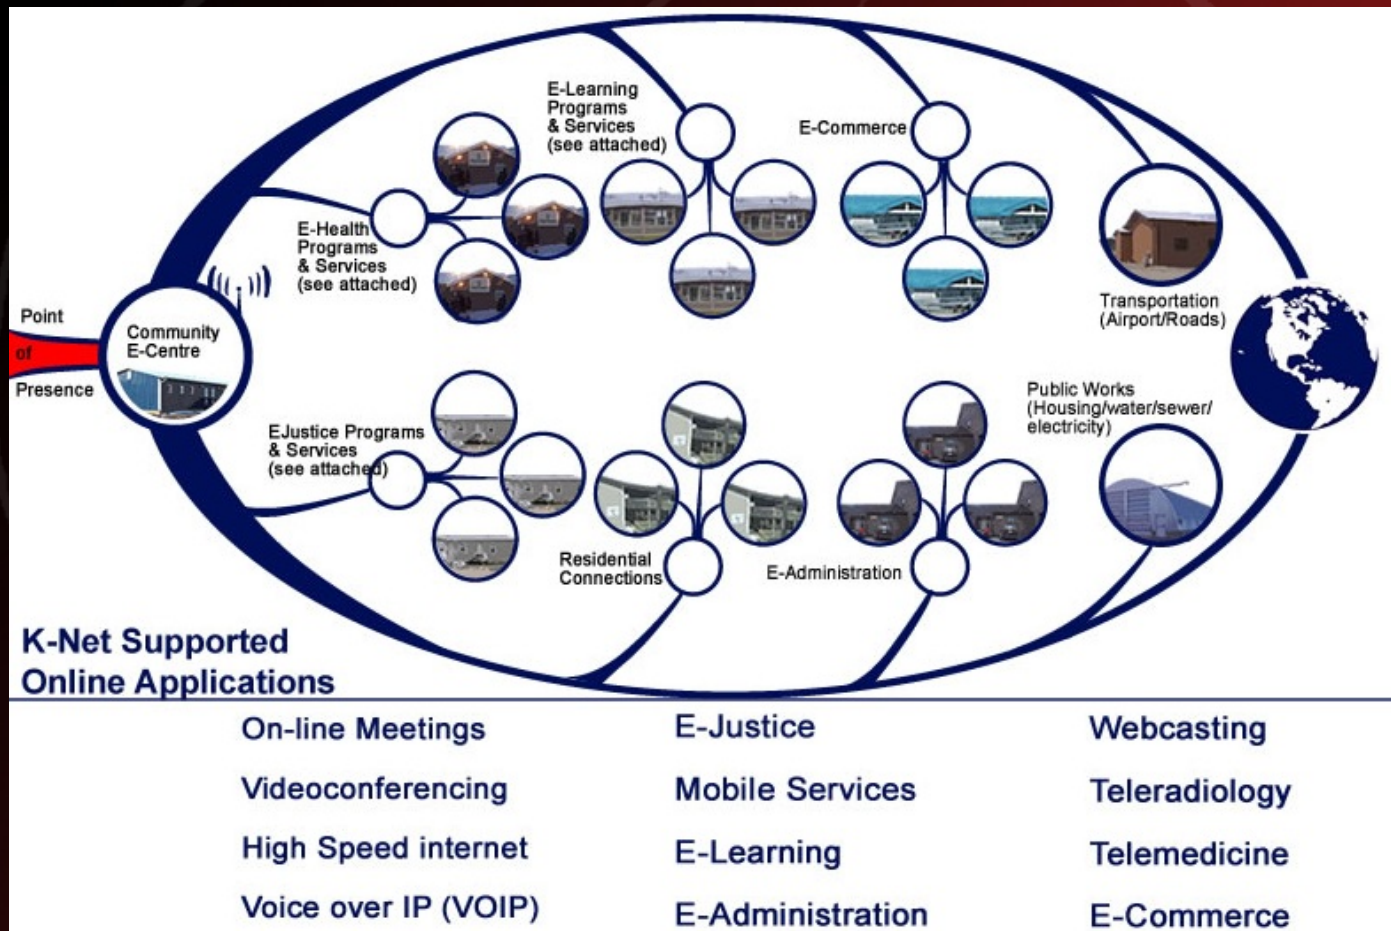 E-Learning
Programs
& Services
(see attached)
E-Commerce
E-Health
Programs
& Services
(see attached)
Transportation
(Airport/Roads)
Point
of
Presence
Community
E-Centre
Public Works
(Housing/water/sewer/
electricity)
EJustice Programs
& Services
(see attached)
Residential
Connections
E-Administration
K-Net Supported
Online Applications
On-line Meetings
Videoconferencing
High Speed internet
Voice over IP (VOIP)
E-Justice
Mobile Services
E-Learning
E-Administration
Webcasting
Teleradiology
Telemedicine
E-Commerce